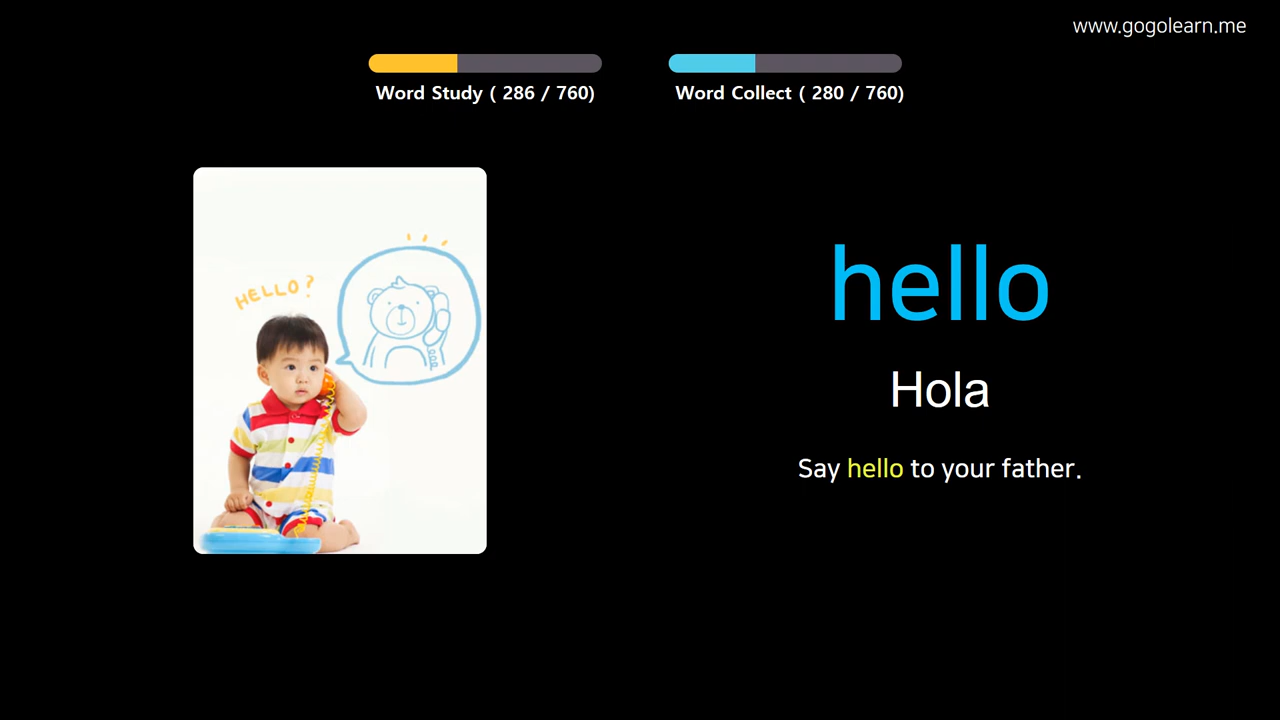 www.gogolearn.me
Word Study ( 286 / 760)
Word Collect ( 280 / 760)
HELLO?
hello
Hola
Say hello to your father.